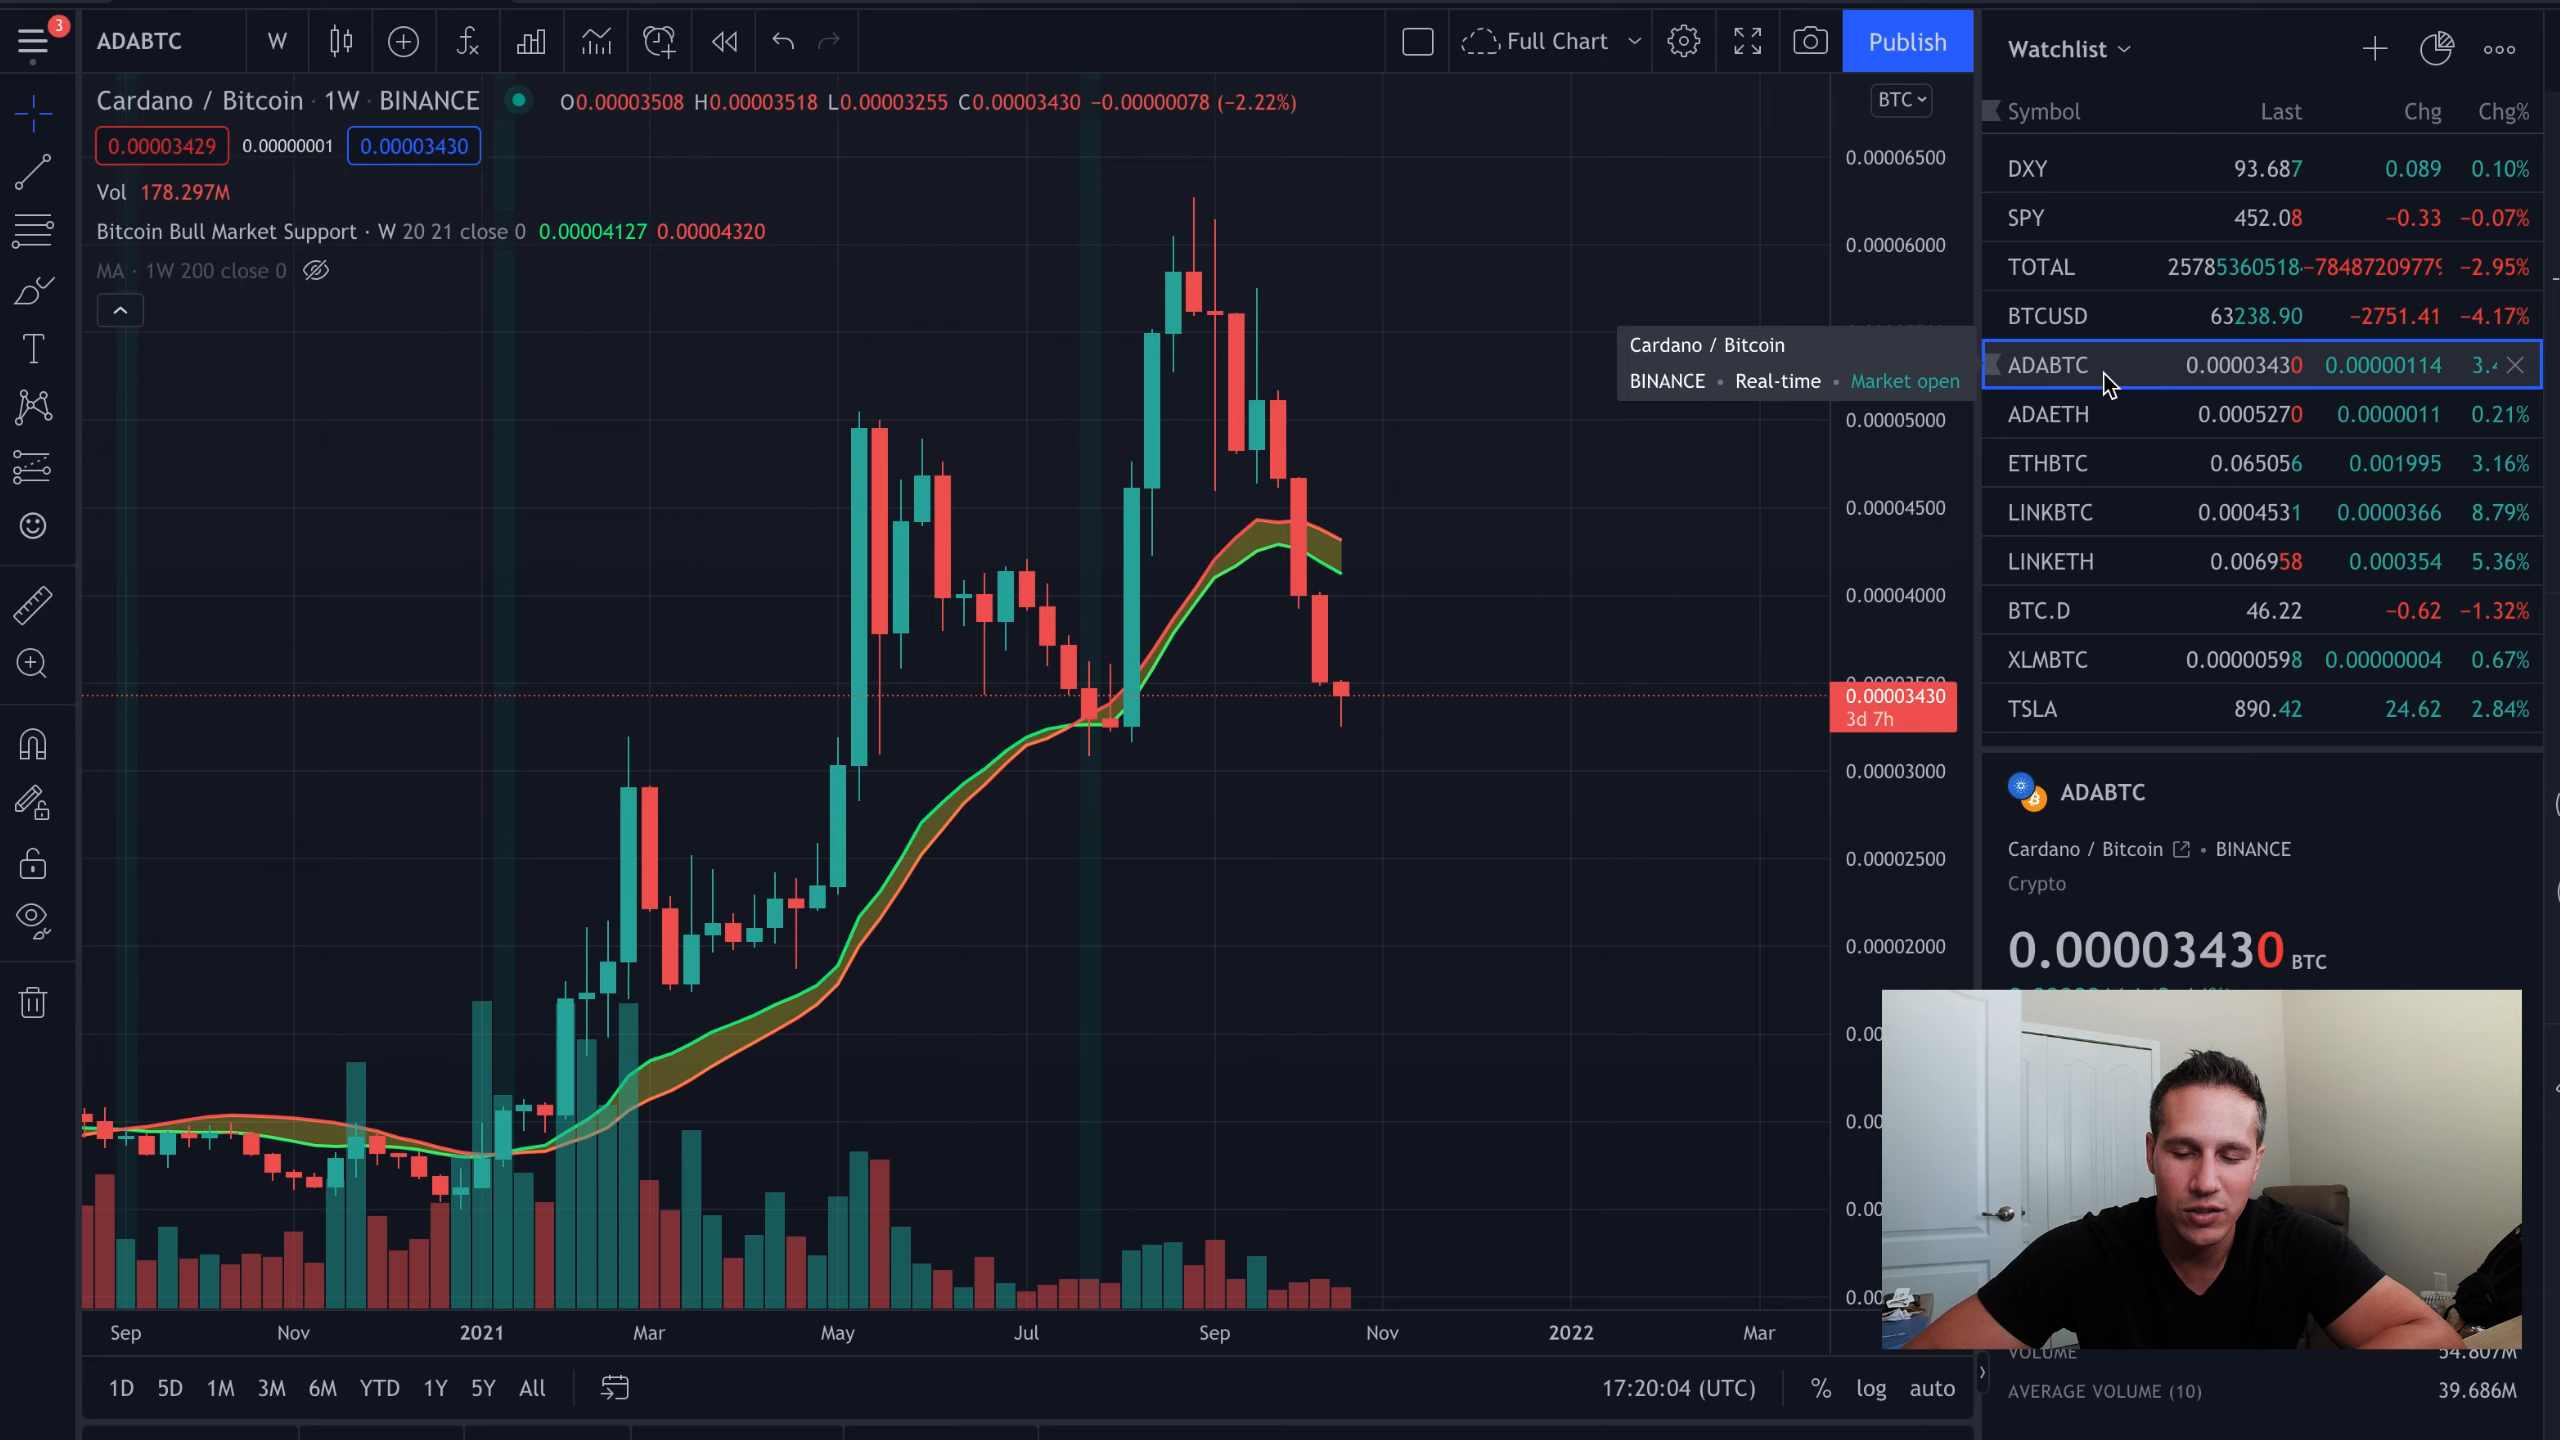 3
ADABTC
W
Full Chart
Publish
Cardano / Bitcoin · 1W · BINANCE
O0.00003508 H0.00003518 L0.00003255 C0.00003430 −0.00000078 (−2.22%)
BTC
0.00003429 0.00000001 0.00003430
Vol 178.297M
Bitcoin Bull Market Support · W 20 21 close 0 0.00004127 0.00004320
MA · 1W 200 close 0
0.00006500
0.00006000
0.00005000
0.00004500
0.00004000
0.00003430
3d 7h
0.00003000
0.00002500
0.00002000
Cardano / Bitcoin
BINANCE • Real-time • Market open
Sep Nov 2021 Mar May Jul Sep Nov 2022 Mar
1D 5D 1M 3M 6M YTD 1Y 5Y All
17:20:04 (UTC) % log auto
Watchlist
Symbol Last Chg Chg%
DXY 93.687 0.089 0.10%
SPY 452.08 −0.33 −0.07%
TOTAL 25785360518 −7848720977 −2.95%
BTCUSD 63238.90 −2751.41 −4.17%
ADABTC 0.00003430 0.00000114 3.
ADAETH 0.0005270 0.0000011 0.21%
ETHBTC 0.065056 0.001995 3.16%
LINKBTC 0.0004531 0.0000366 8.79%
LINKETH 0.006958 0.000354 5.36%
BTC.D 46.22 −0.62 −1.32%
XLMBTC 0.00000598 0.00000004 0.67%
TSLA 890.42 24.62 2.84%
ADABTC
Cardano / Bitcoin • BINANCE
Crypto
0.00003430 BTC
VOLUME 54.807M
AVERAGE VOLUME (10) 39.686M